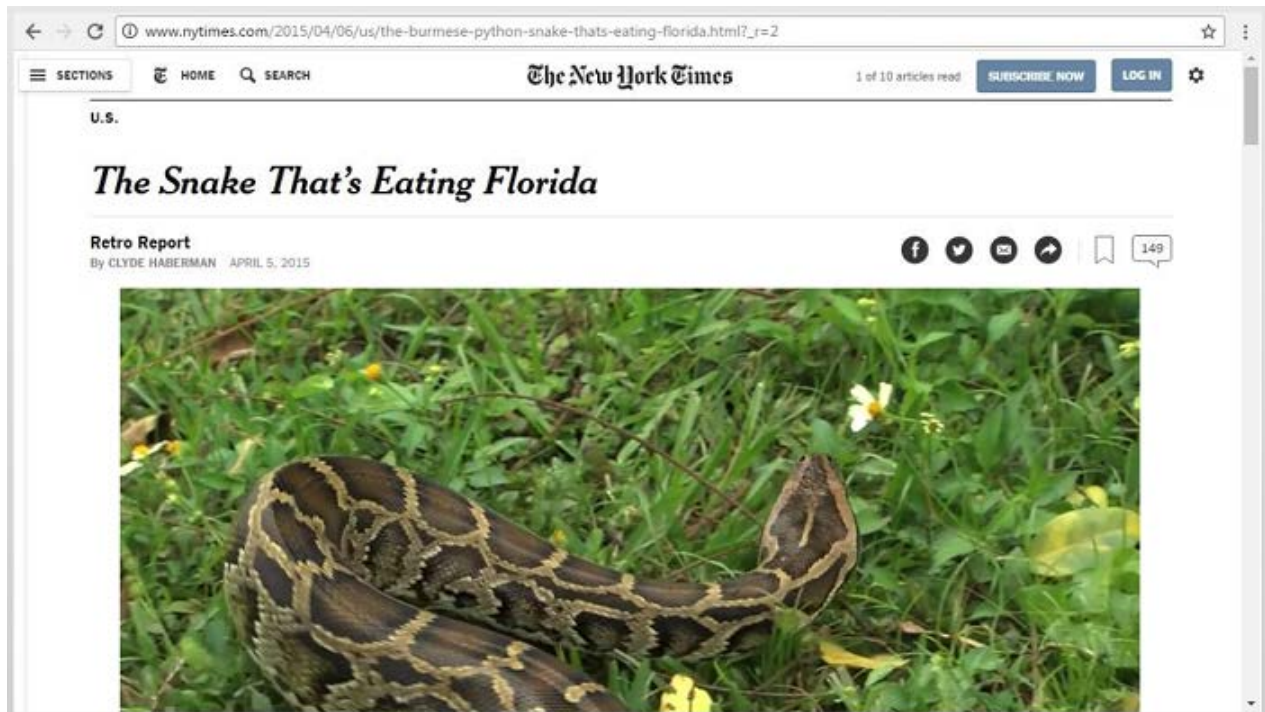 www.nytimes.com/2015/04/06/us/the-burmese-python-snake-thats-eating-florida.html?_r=2
SECTIONS HOME SEARCH The New York Times 1 of 10 articles read SUBSCRIBE NOW LOG IN
U.S.
The Snake That's Eating Florida
Retro Report
By CLYDE HABERMAN APRIL 5, 2015
149